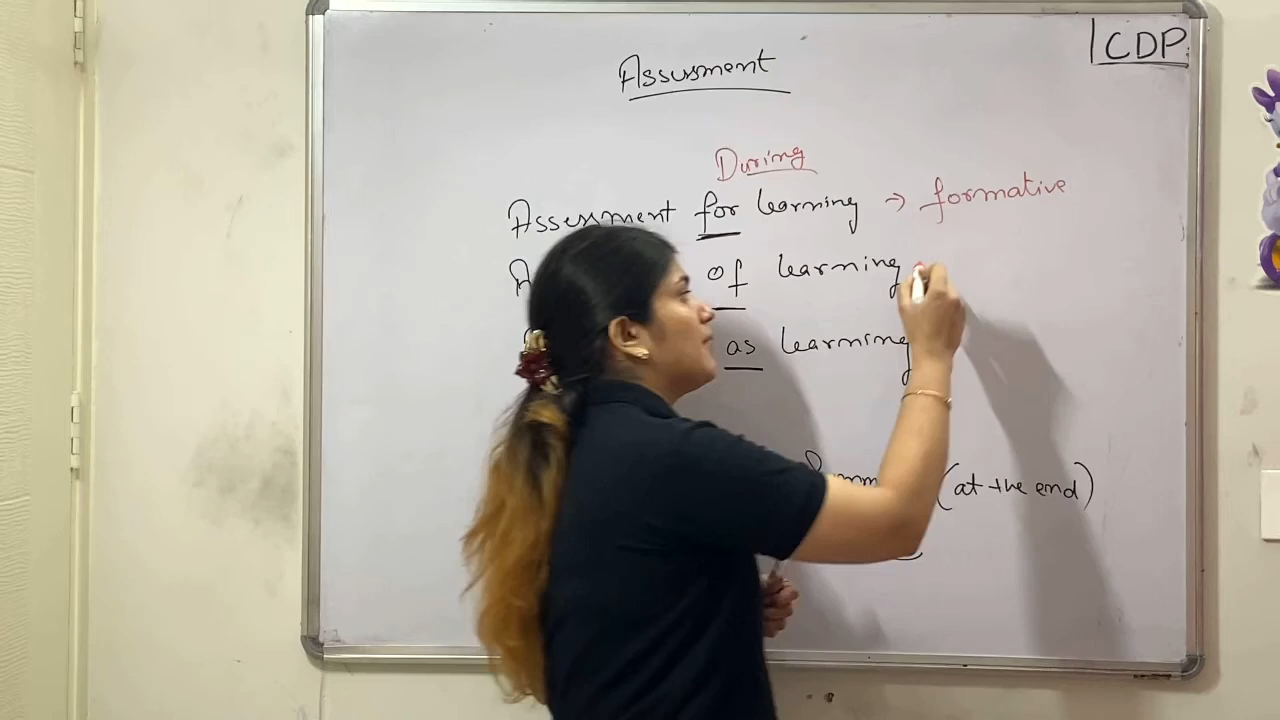 CDP
Assessment
During
Assessment for learning → formative
of learning
as learning
(at the end)